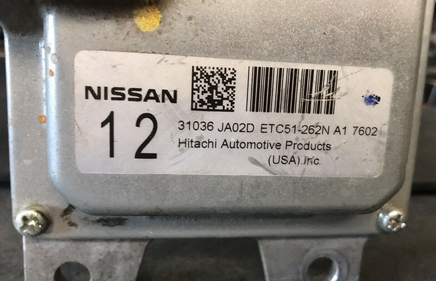 NISSAN
12
31036 JA02D ETC51-262N A1 7602
Hitachi Automotive Products
(USA).Inc